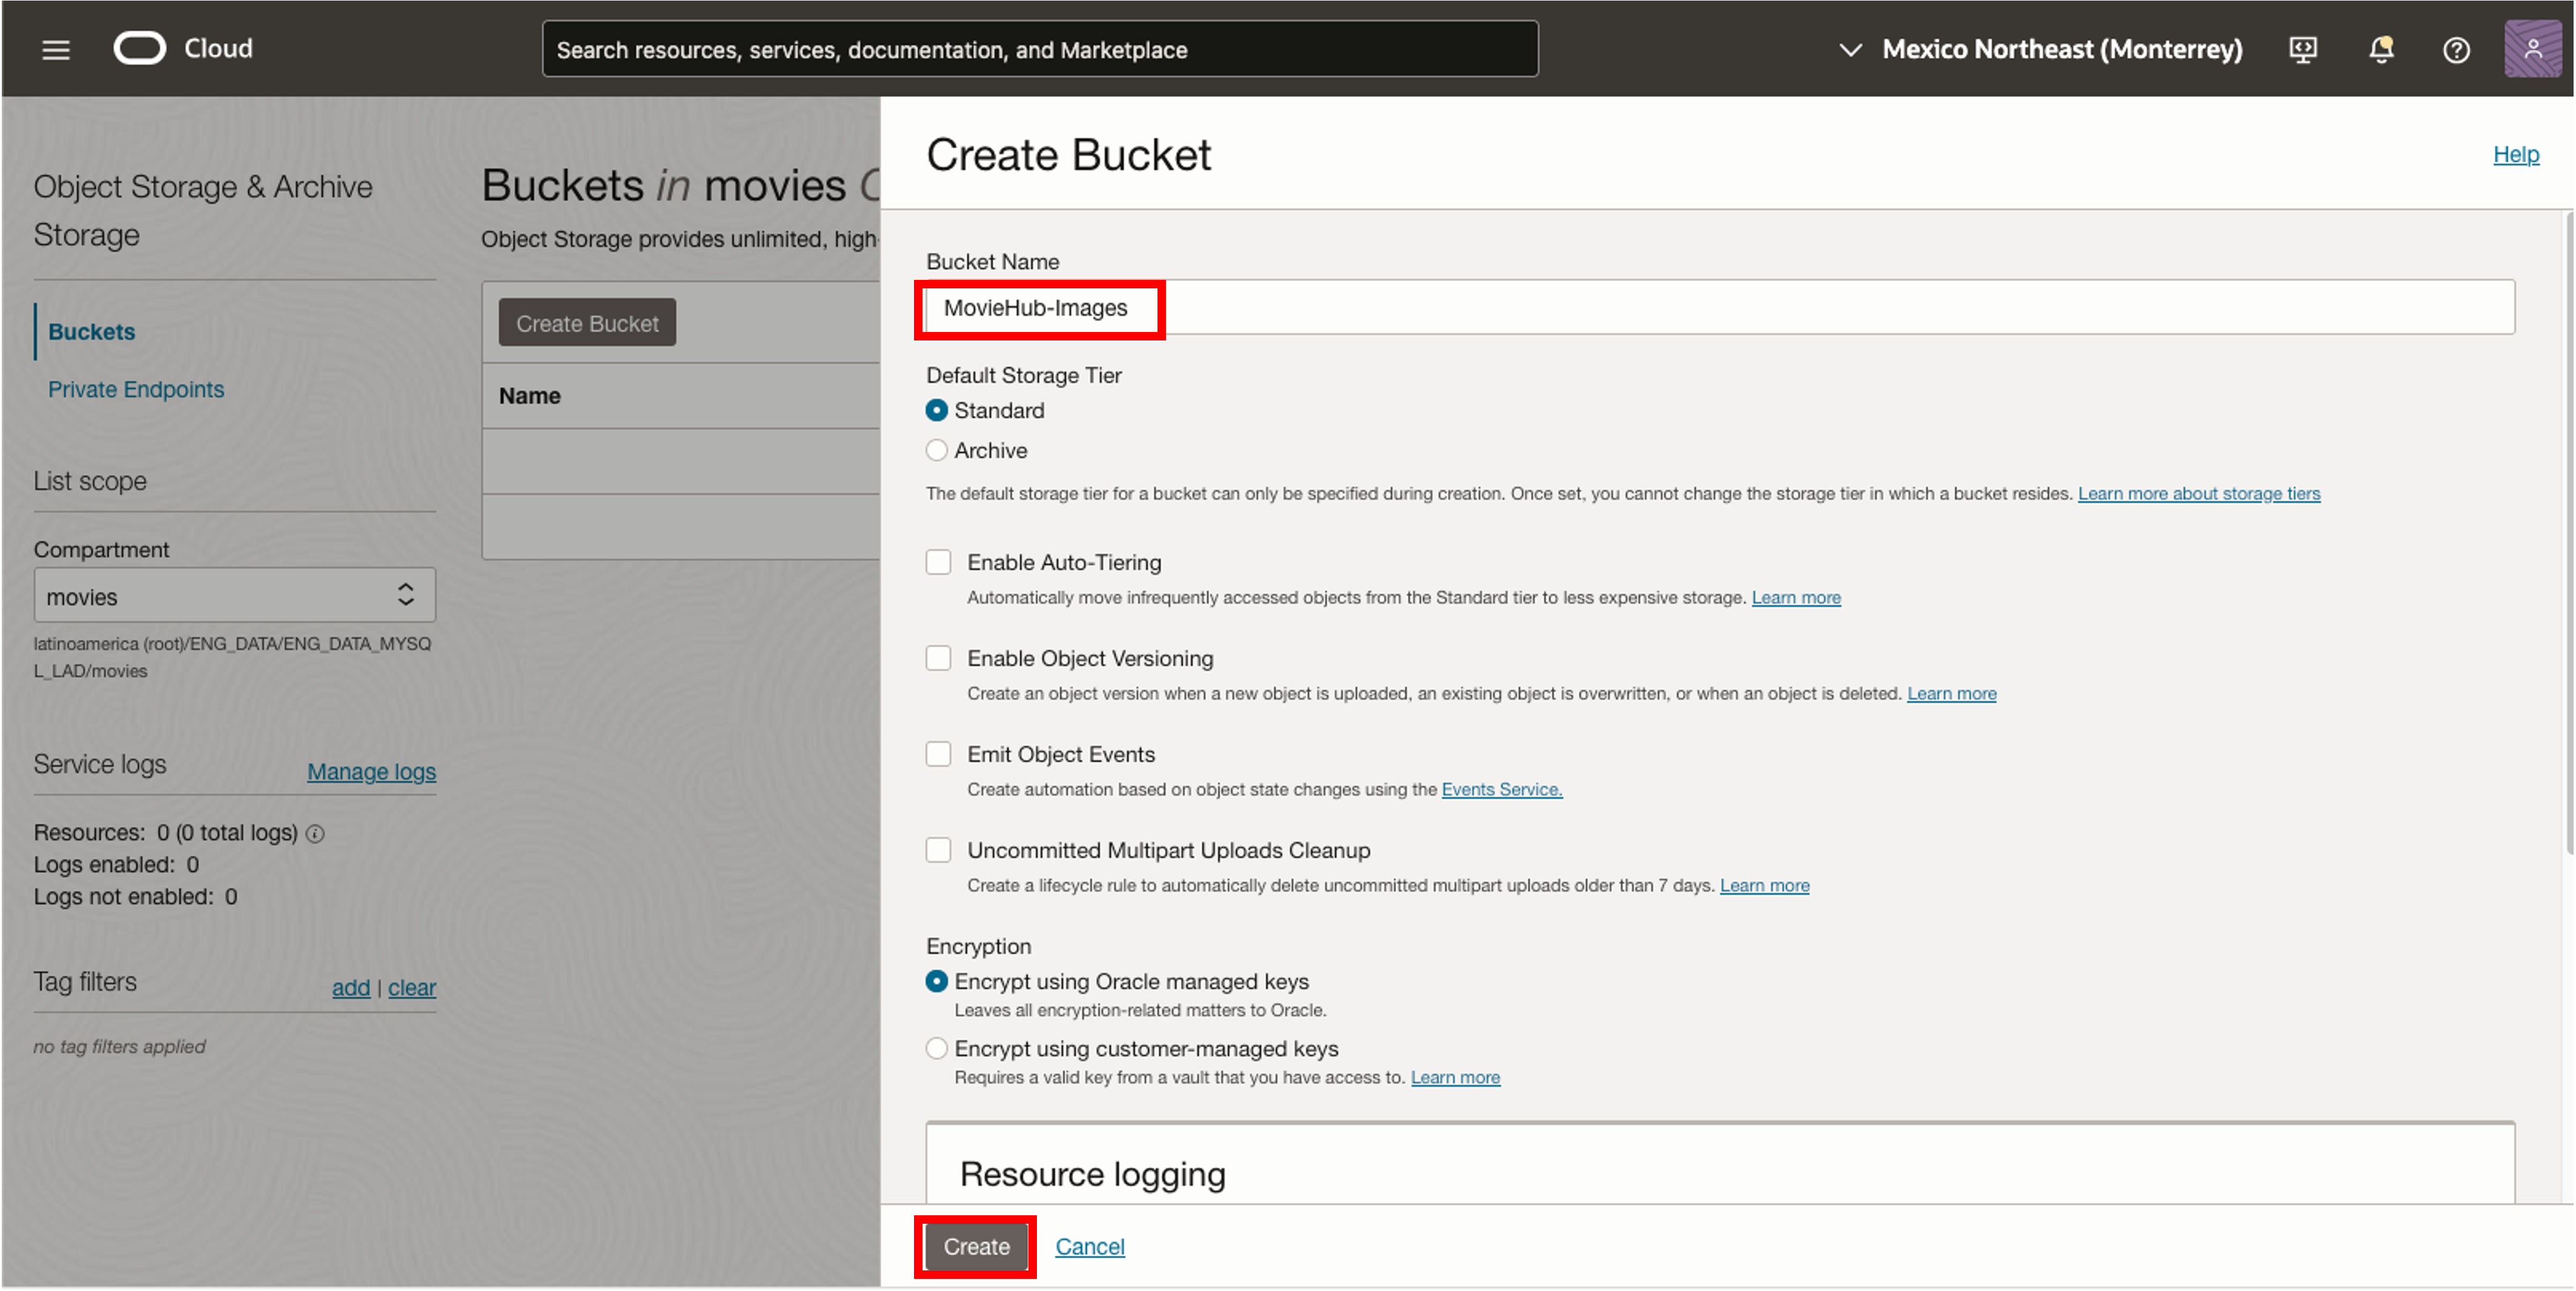 Cloud
Search resources, services, documentation, and Marketplace
Mexico Northeast (Monterrey)
Object Storage & Archive
Storage
Buckets
Private Endpoints
List scope
Compartment
movies
latinoamerica (root)/ENG_DATA/ENG_DATA_MYSQ
L_LAD/movies
Service logs
Manage logs
Resources: 0 (0 total logs)
Logs enabled: 0
Logs not enabled: 0
Tag filters
add | clear
no tag filters applied
Buckets in movies
Object Storage provides unlimited, high-
Create Bucket
Name
Create Bucket
Help
Bucket Name
MovieHub-Images
Default Storage Tier
Standard
Archive
The default storage tier for a bucket can only be specified during creation. Once set, you cannot change the storage tier in which a bucket resides. Learn more about storage tiers
Enable Auto-Tiering
Automatically move infrequently accessed objects from the Standard tier to less expensive storage. Learn more
Enable Object Versioning
Create an object version when a new object is uploaded, an existing object is overwritten, or when an object is deleted. Learn more
Emit Object Events
Create automation based on object state changes using the Events Service.
Uncommitted Multipart Uploads Cleanup
Create a lifecycle rule to automatically delete uncommitted multipart uploads older than 7 days. Learn more
Encryption
Encrypt using Oracle managed keys
Leaves all encryption-related matters to Oracle.
Encrypt using customer-managed keys
Requires a valid key from a vault that you have access to. Learn more
Resource logging
Create
Cancel